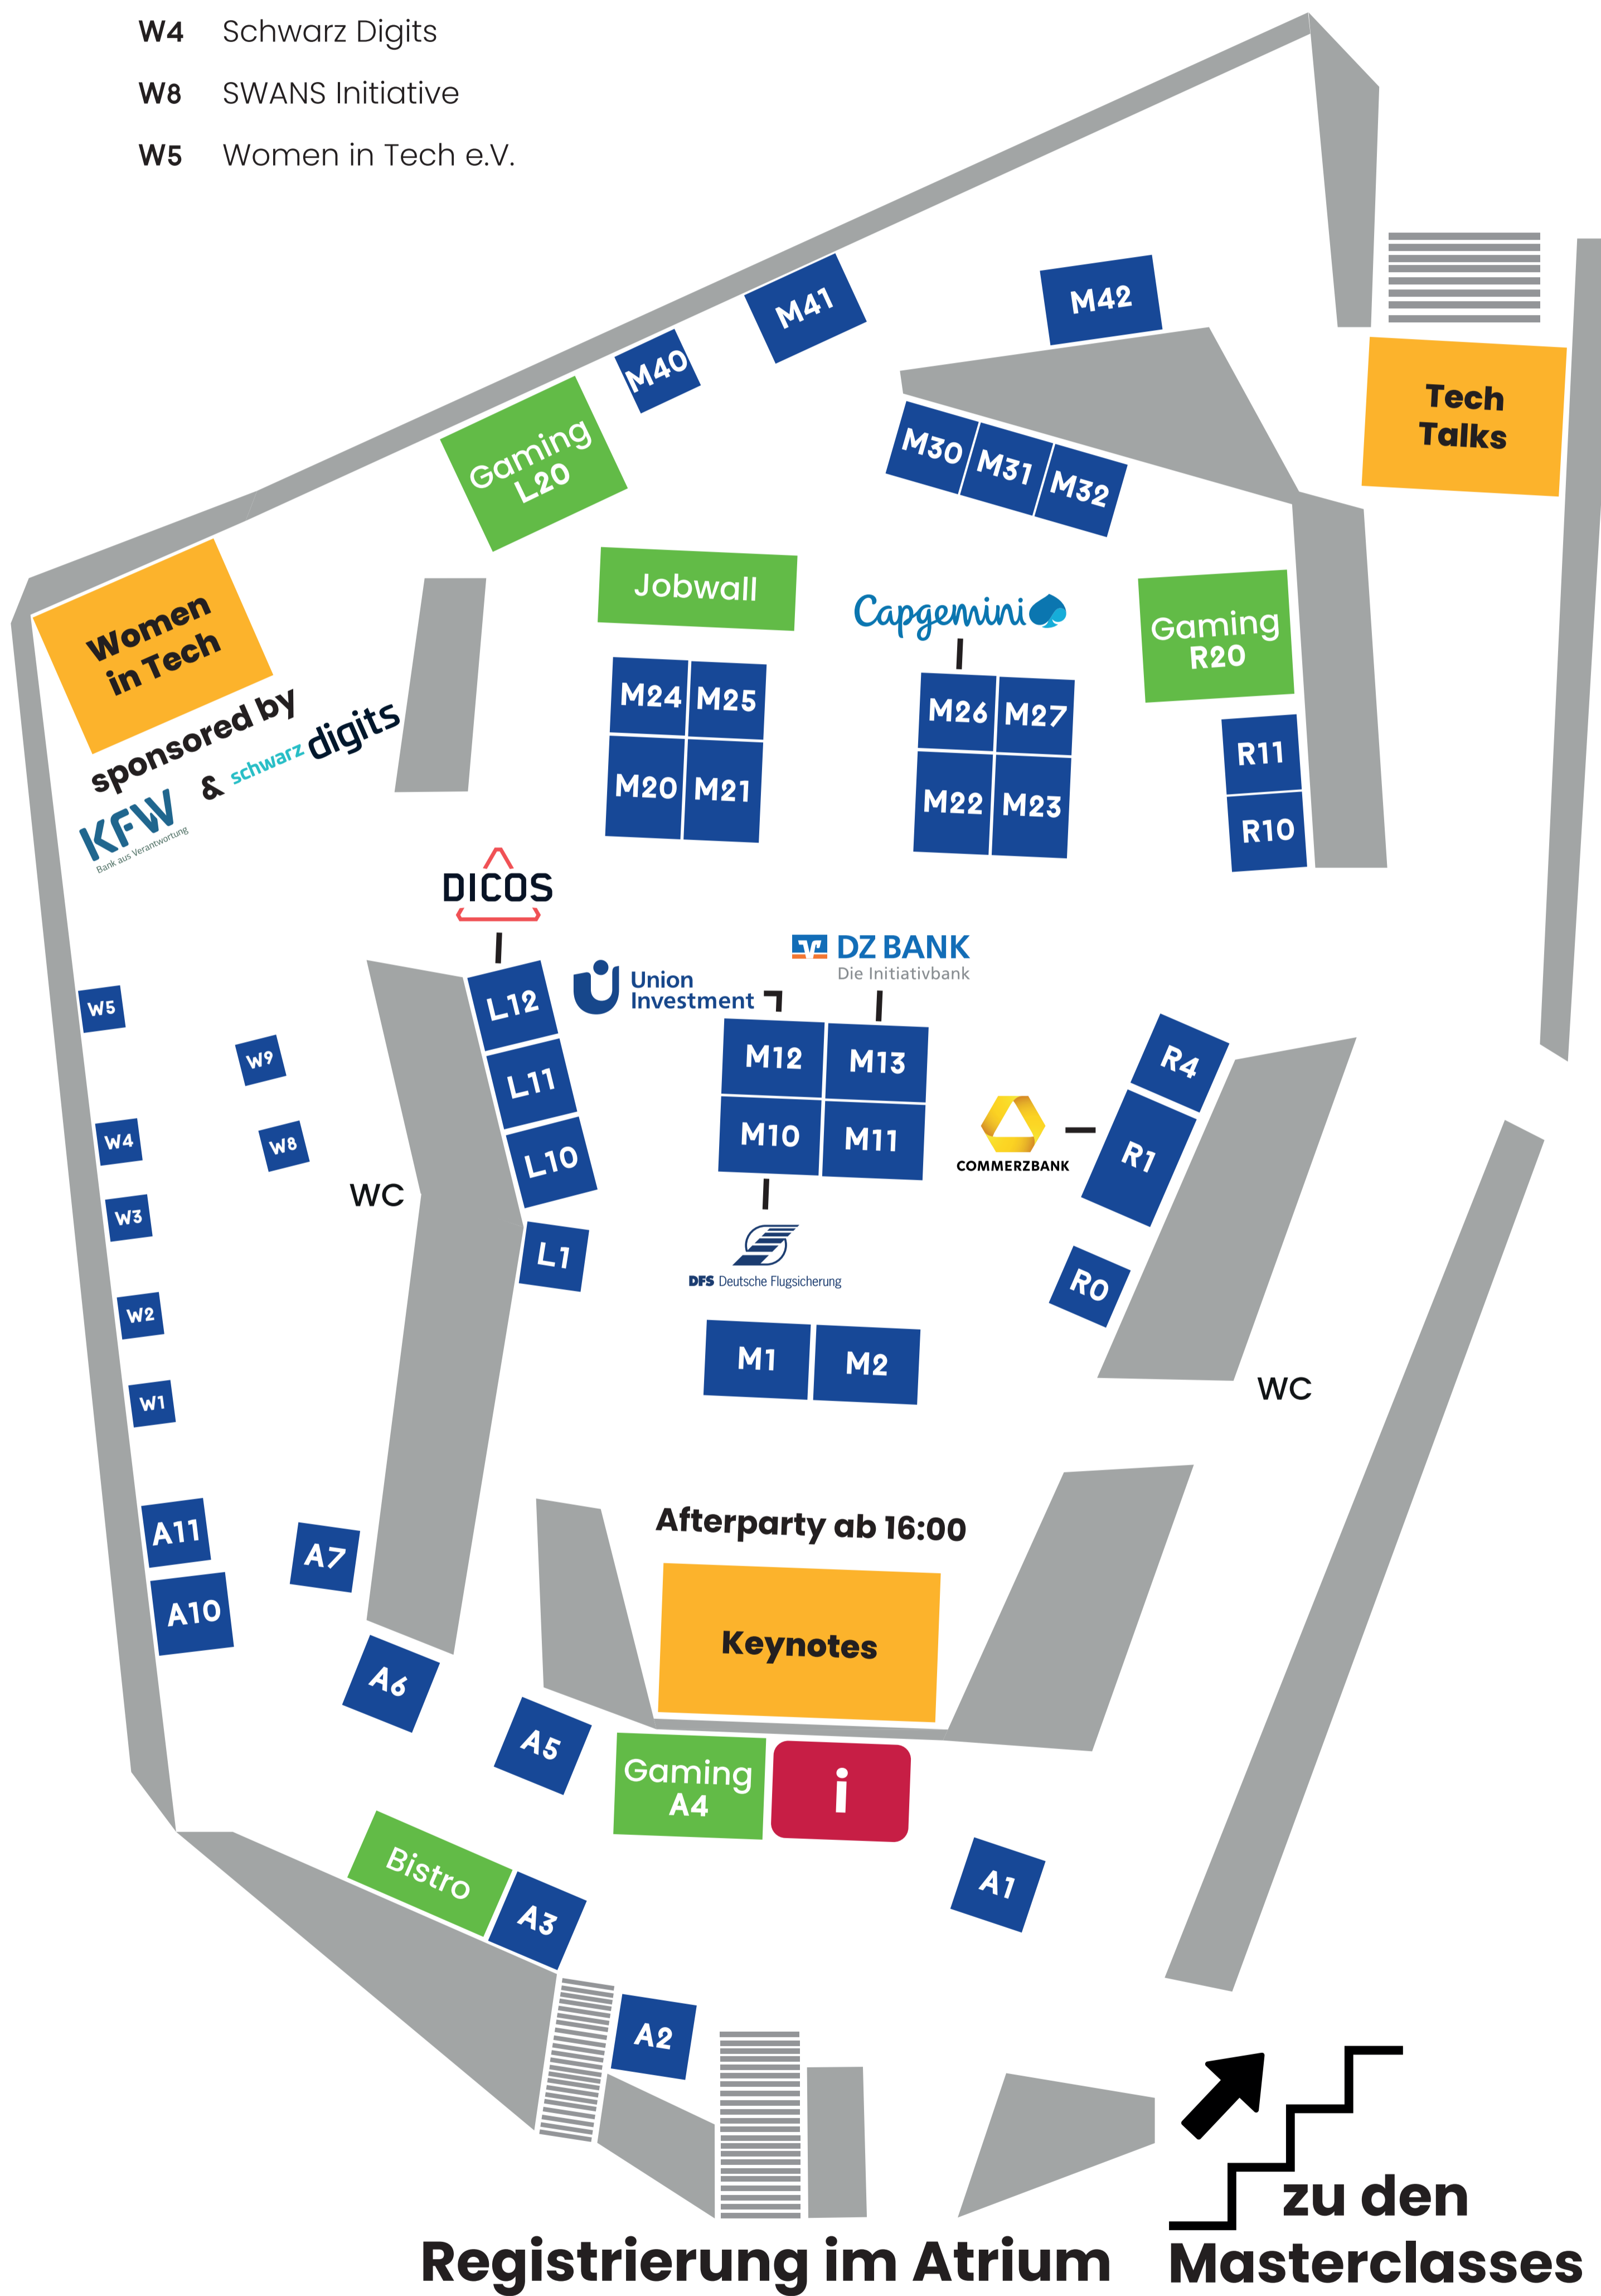 W4 Schwarz Digits
W8 SWANS Initiative
W5 Women in Tech e.V.
M42
M41
M40
Tech
Talks
Gaming
L20
M30
M31
M32
Women
in Tech
sponsored by
KFW
Bank aus Verantwortung
& schwarz digits
Jobwall
Capgemini
Gaming
R20
M24
M25
M20
M21
M26
M27
M22
M23
R11
R10
DICOS
Union
Investment
DZ BANK
Die Initiativbank
W5
W9
W4
W8
W3
W2
W1
WC
L12
L11
L10
L1
M12
M13
M10
M11
R4
R1
R0
COMMERZBANK
DFS Deutsche Flugsicherung
M1
M2
WC
A11
A10
A7
A6
A5
Afterparty ab 16:00
Keynotes
Gaming
A4
i
A1
Bistro
A3
A2
zu den
Masterclasses
Registrierung im Atrium